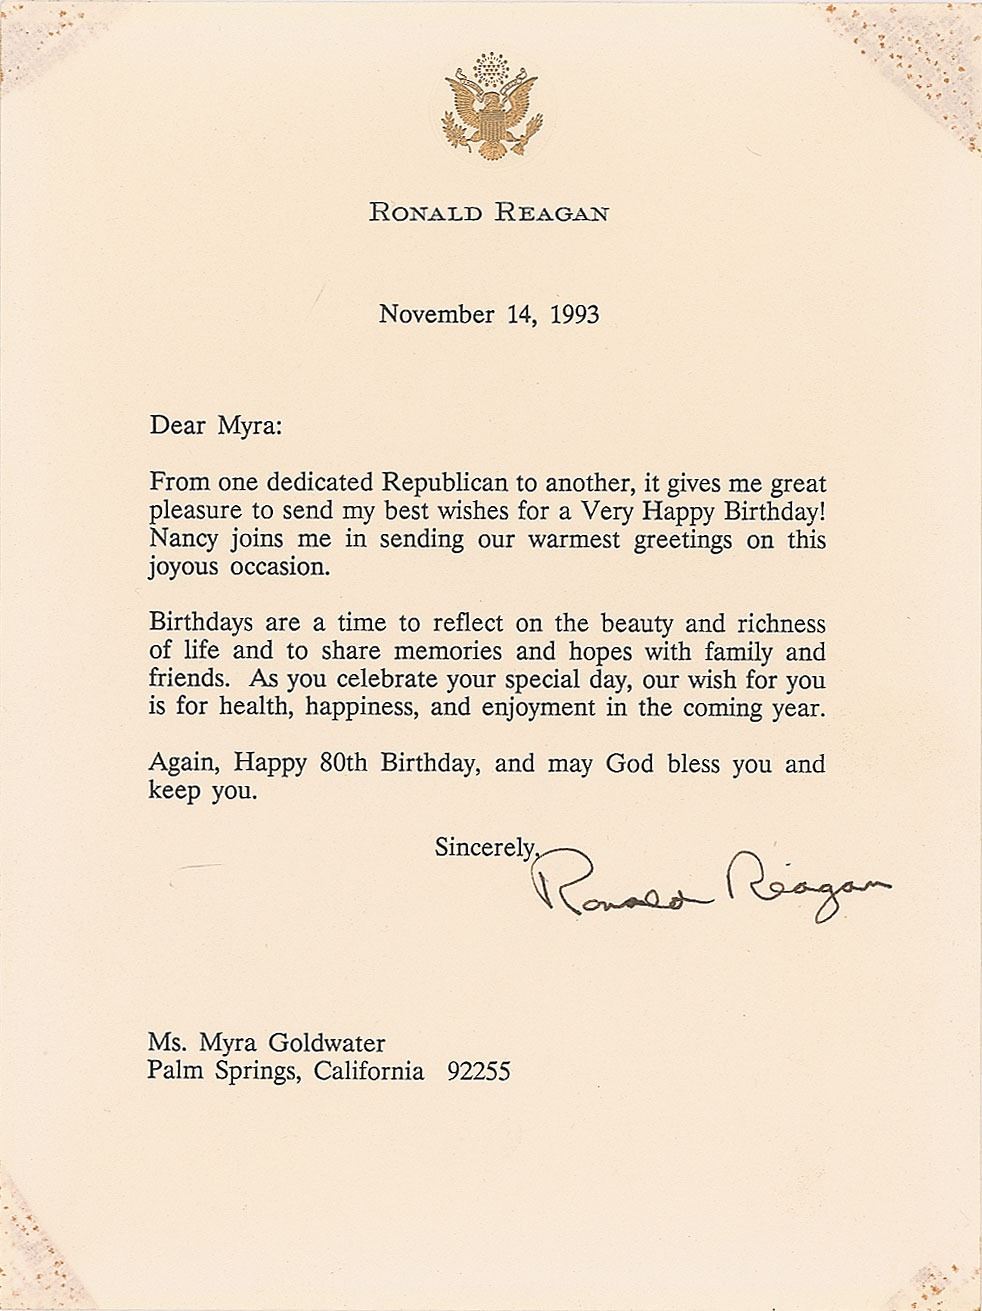 RONALD REAGAN
November 14, 1993
Dear Myra:
From one dedicated Republican to another, it gives me great
pleasure to send my best wishes for a Very Happy Birthday!
Nancy joins me in sending our warmest greetings on this
joyous occasion.
Birthdays are a time to reflect on the beauty and richness
of life and to share memories and hopes with family and
friends. As you celebrate your special day, our wish for you
is for health, happiness, and enjoyment in the coming year.
Again, Happy 80th Birthday, and may God bless you and
keep you.
Sincerely,
Ronald Reagan
Ms. Myra Goldwater
Palm Springs, California 92255